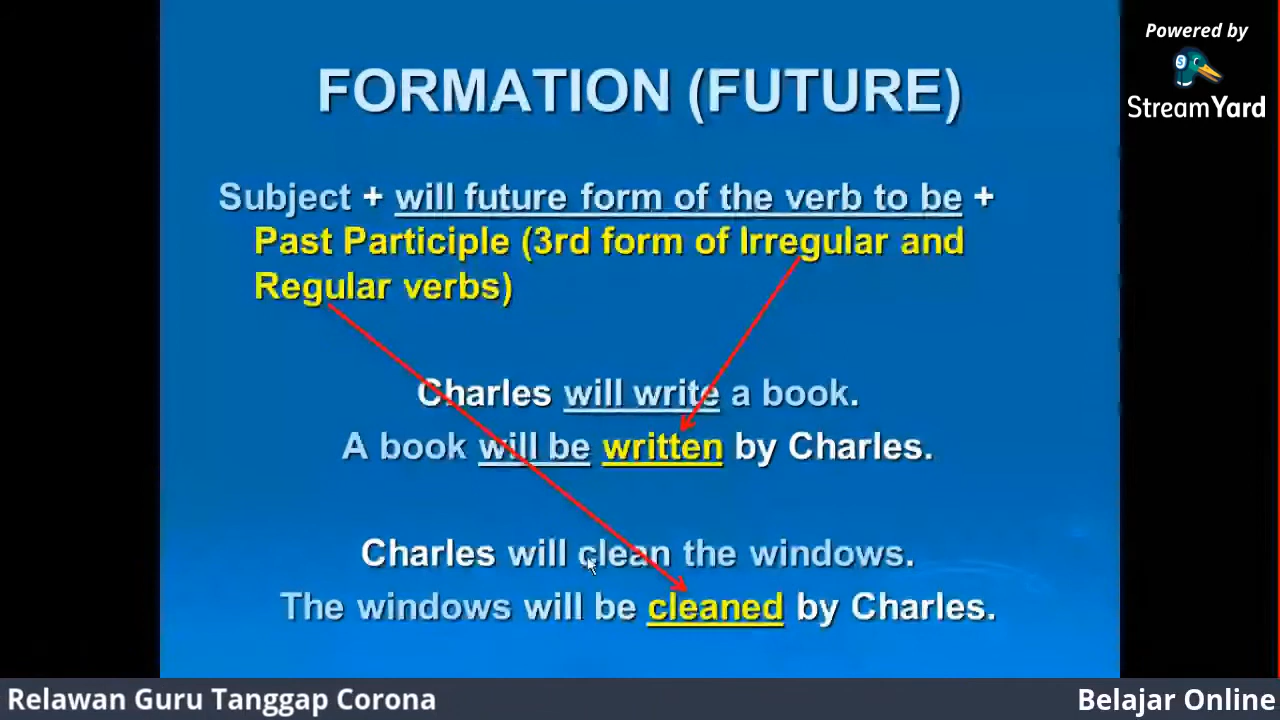 Powered by
StreamYard
FORMATION (FUTURE)
Subject + will future form of the verb to be +
Past Participle (3rd form of Irregular and
Regular verbs)
Charles will write a book.
A book will be written by Charles.
Charles will clean the windows.
The windows will be cleaned by Charles.
Relawan Guru Tanggap Corona
Belajar Online